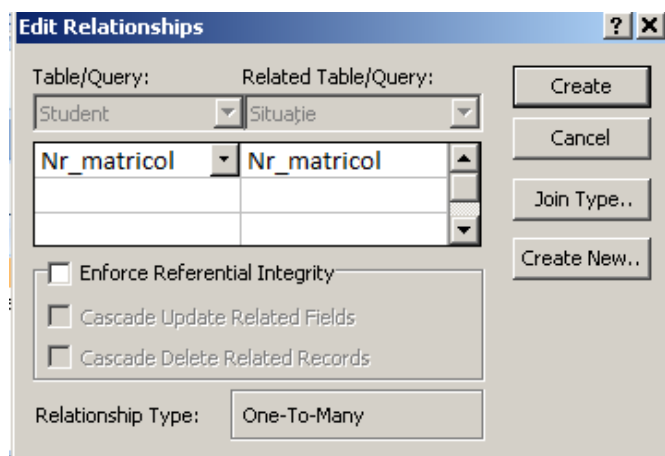 Edit Relationships
Table/Query: Related Table/Query:
Student Situație
Create
Cancel
Nr_matricol Nr_matricol
Join Type..
Create New..
Enforce Referential Integrity
Cascade Update Related Fields
Cascade Delete Related Records
Relationship Type: One-To-Many